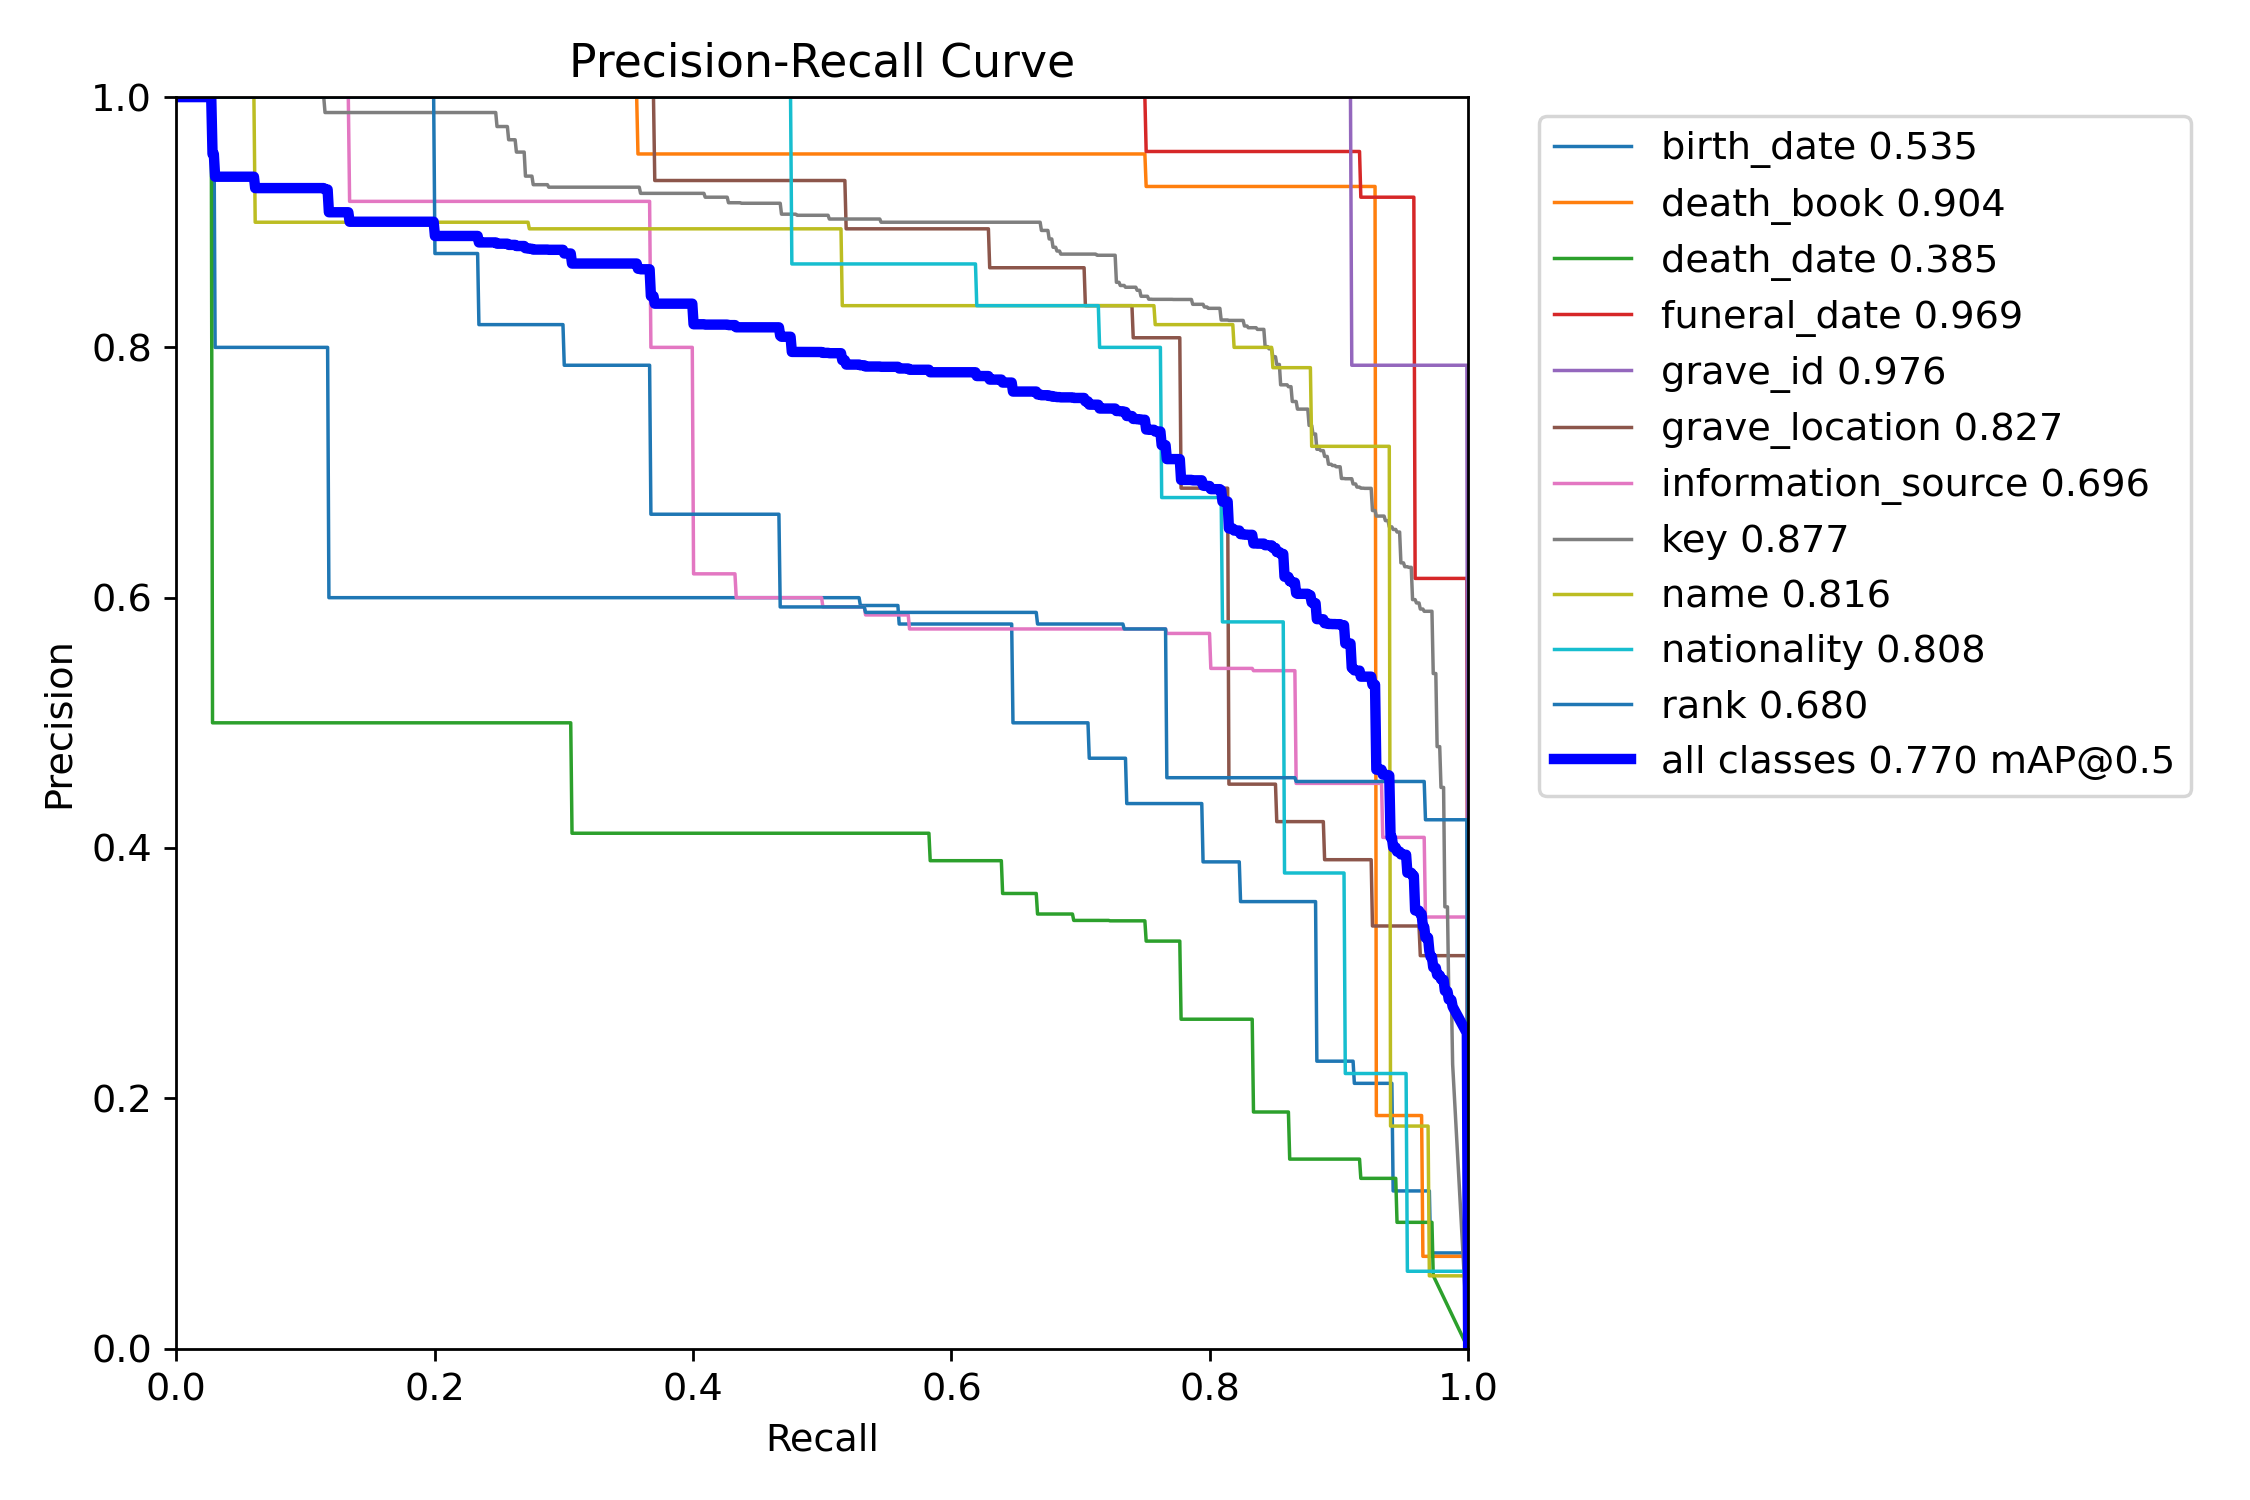 Precision-Recall Curve
1.0
0.8
0.6
0.4
0.2
0.0
Precision
0.0 0.2 0.4 0.6 0.8 1.0
Recall
birth_date 0.535
death_book 0.904
death_date 0.385
funeral_date 0.969
grave_id 0.976
grave_location 0.827
information_source 0.696
key 0.877
name 0.816
nationality 0.808
rank 0.680
all classes 0.770 mAP@0.5